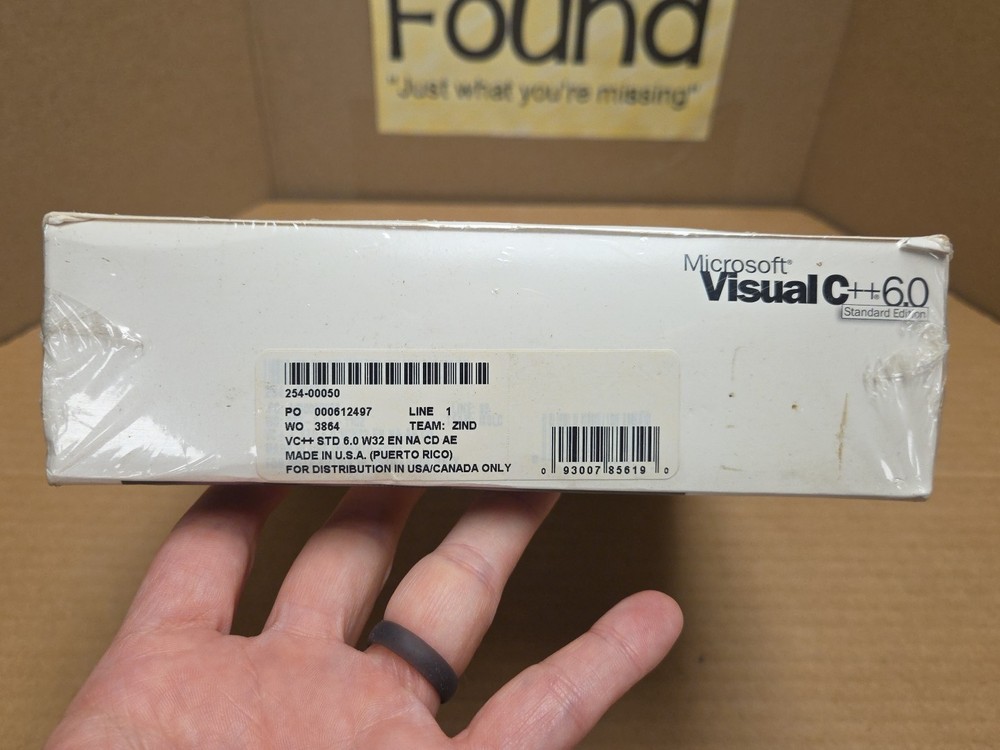 Found
"Just what you're missing"
Microsoft®
Visual C++® 6.0
Standard Edition
254-00050
PO 000612497 LINE 1
WO 3864 TEAM: ZIND
VC++ STD 6.0 W32 EN NA CD AE
MADE IN U.S.A. (PUERTO RICO)
FOR DISTRIBUTION IN USA/CANADA ONLY
0 93007 85619 0